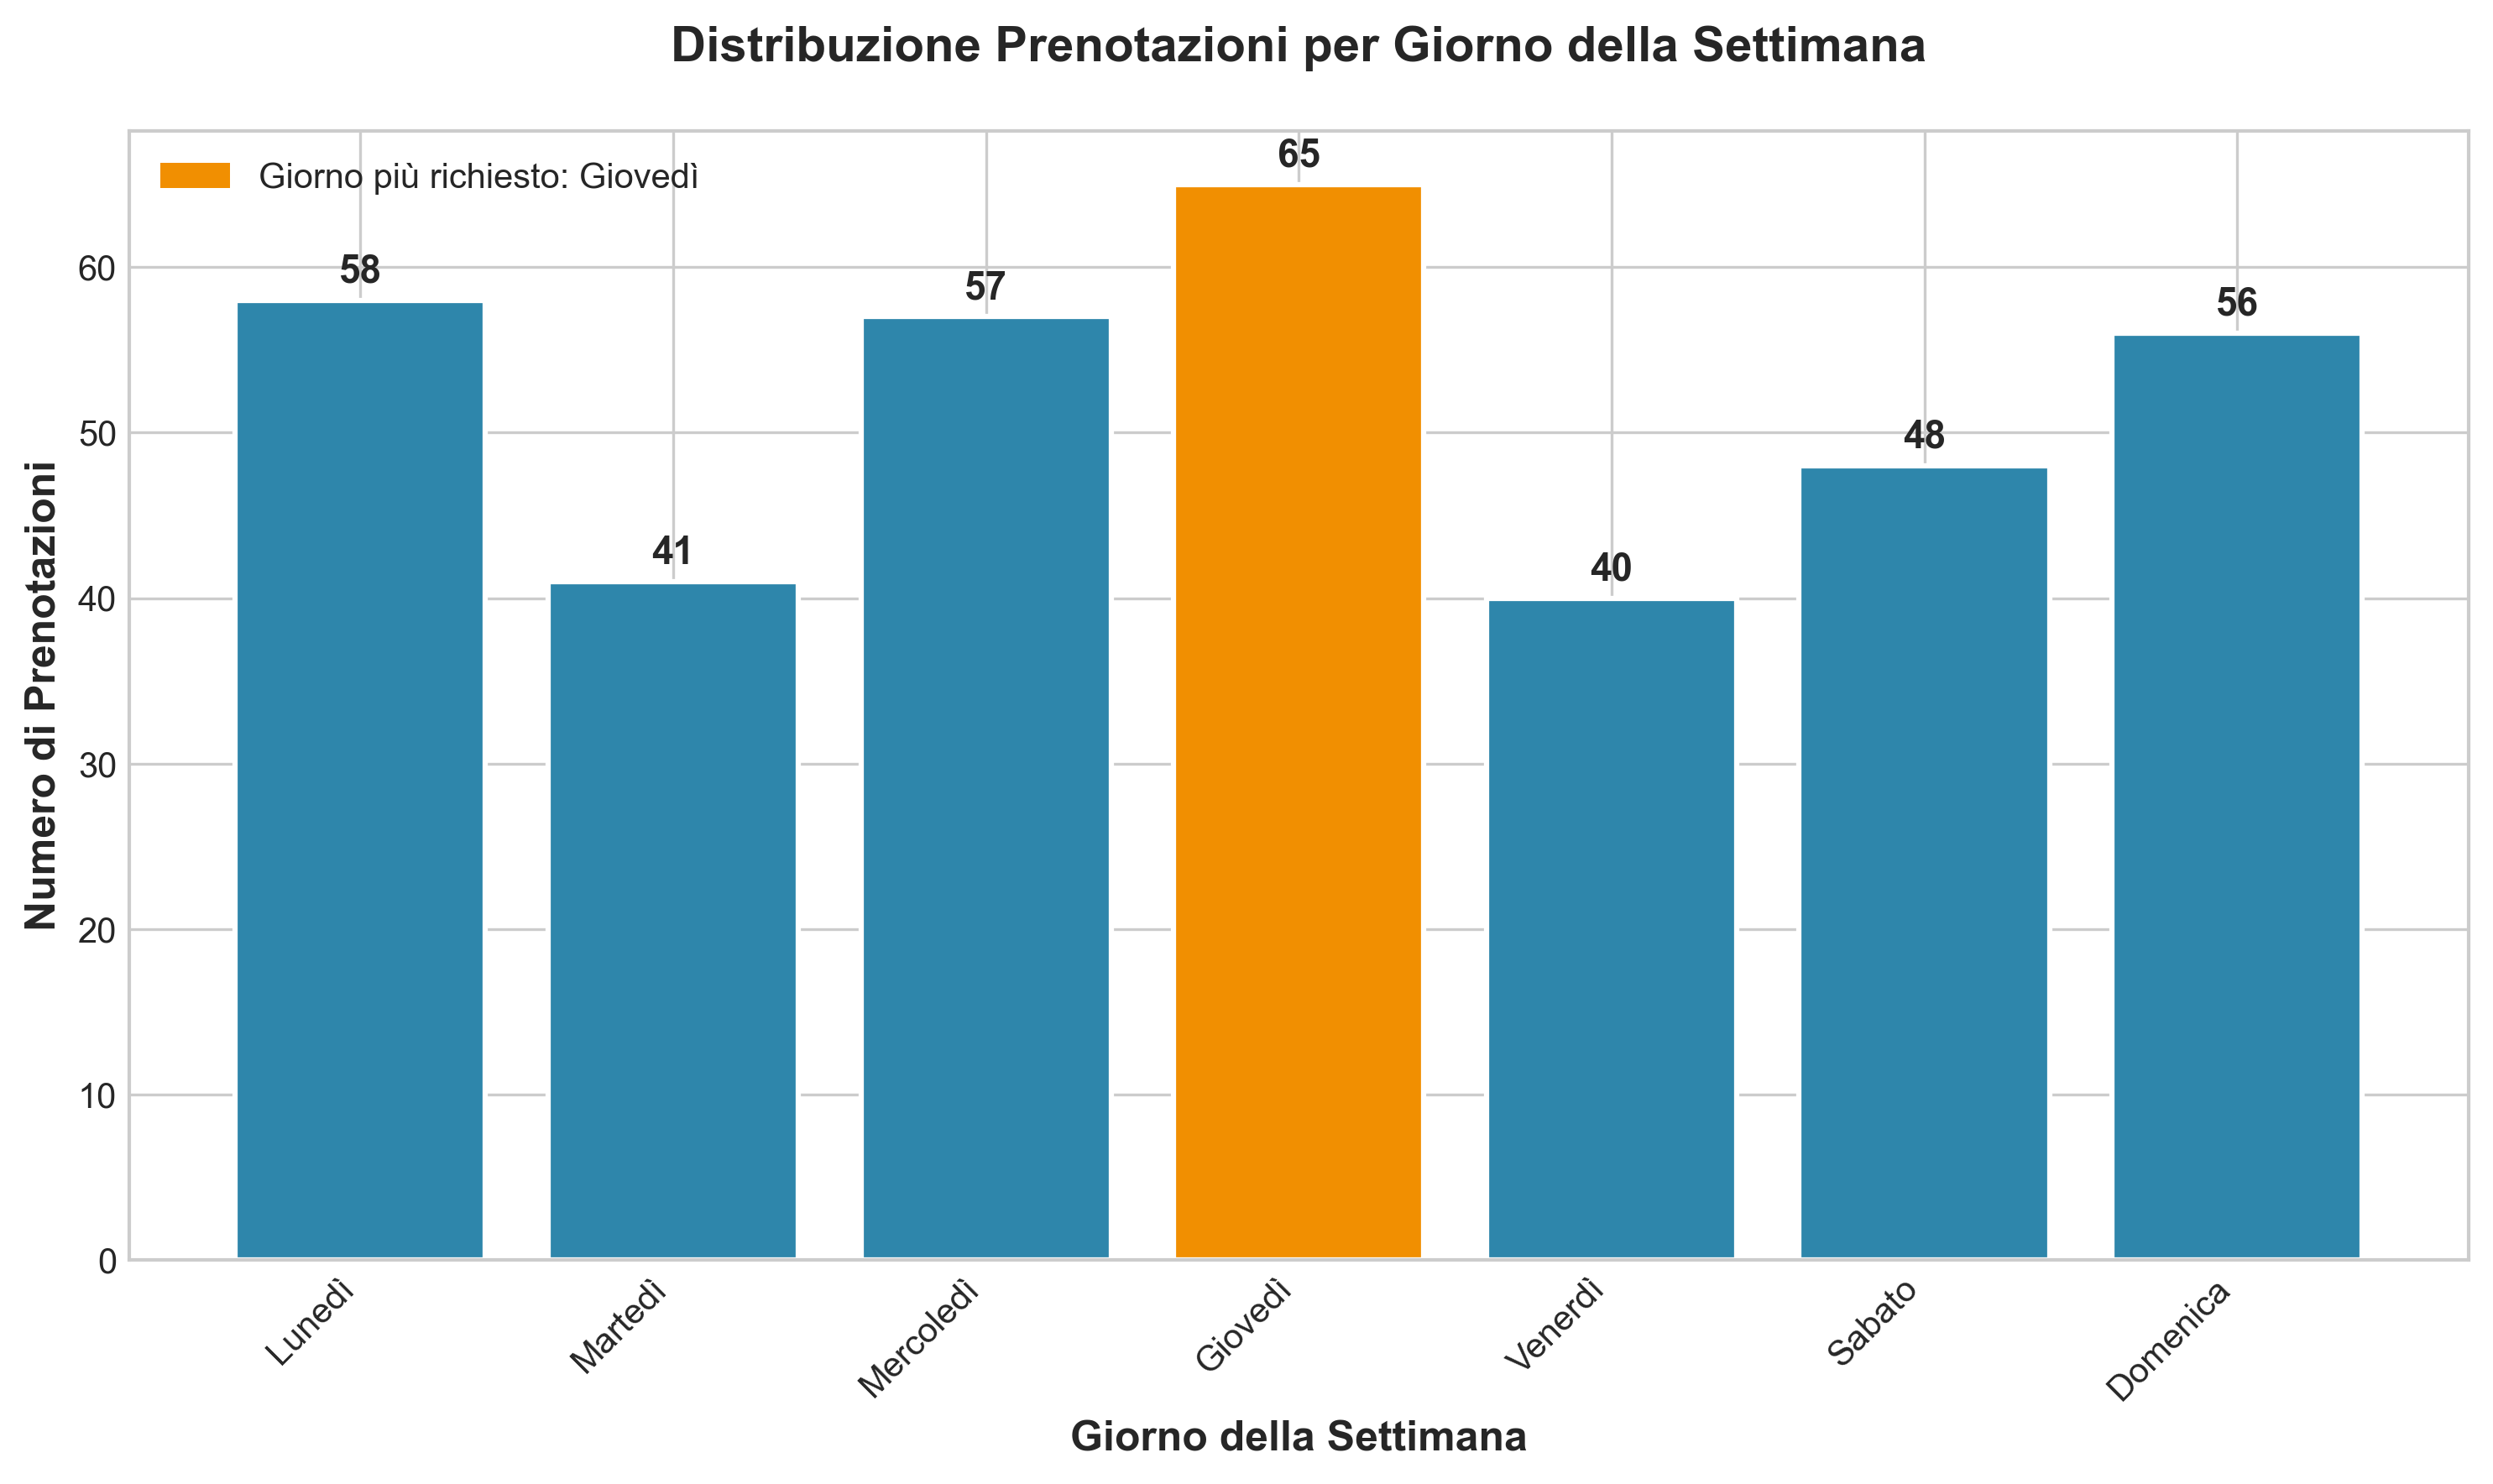 Distribuzione Prenotazioni per Giorno della Settimana
Giorno più richiesto: Giovedì
65
58
57
56
48
41
40
60
50
40
30
20
10
0
Numero di Prenotazioni
Lunedì
Martedì
Mercoledì
Giovedì
Venerdì
Sabato
Domenica
Giorno della Settimana